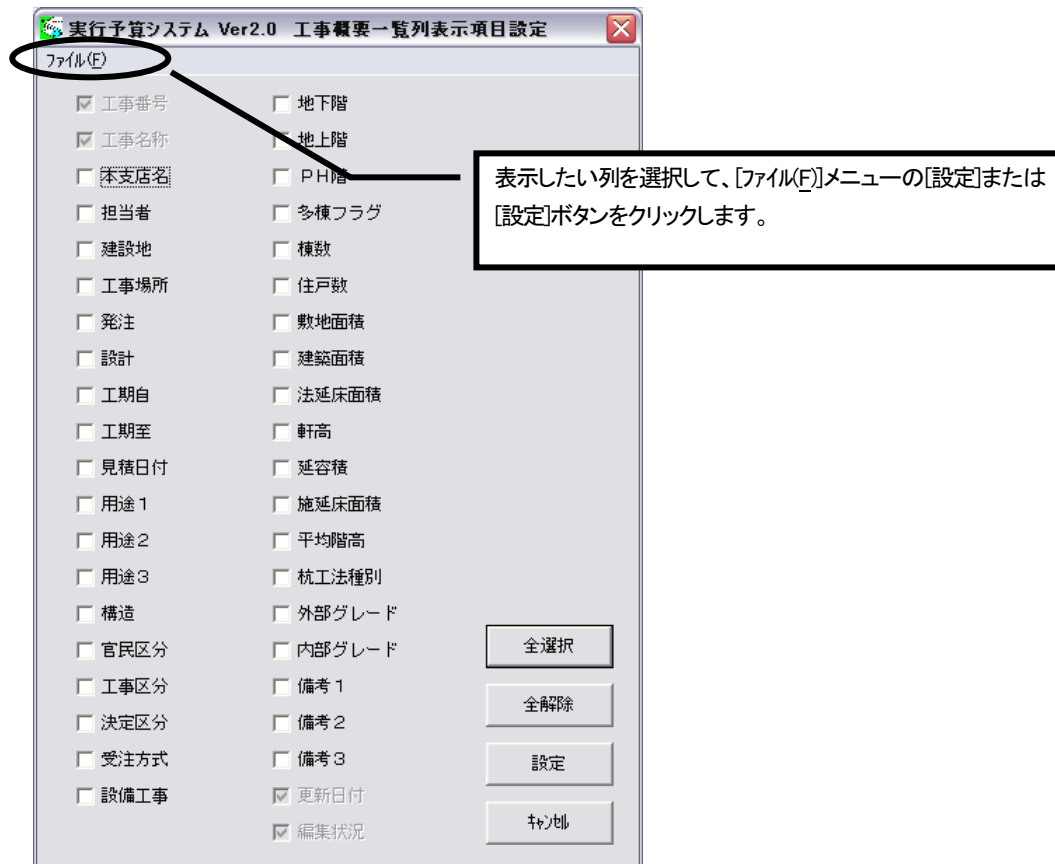 実行予算システム Ver2.0 工事概要一覧列表示項目設定
ファイル(F)
工事番号
工事名称
本支店名
担当者
建設地
工事場所
発注
設計
工期自
工期至
見積日付
用途1
用途2
用途3
構造
官民区分
工事区分
決定区分
受注方式
設備工事
地下階
地上階
PH階
多棟フラグ
棟数
住戸数
敷地面積
建築面積
法延床面積
軒高
延容積
施延床面積
平均階高
杭工法種別
外部グレード
内部グレード
備考1
備考2
備考3
更新日付
編集状況
表示したい列を選択して、[ファイル(F)]メニューの[設定]または
[設定]ボタンをクリックします。
全選択
全解除
設定
キャンセル